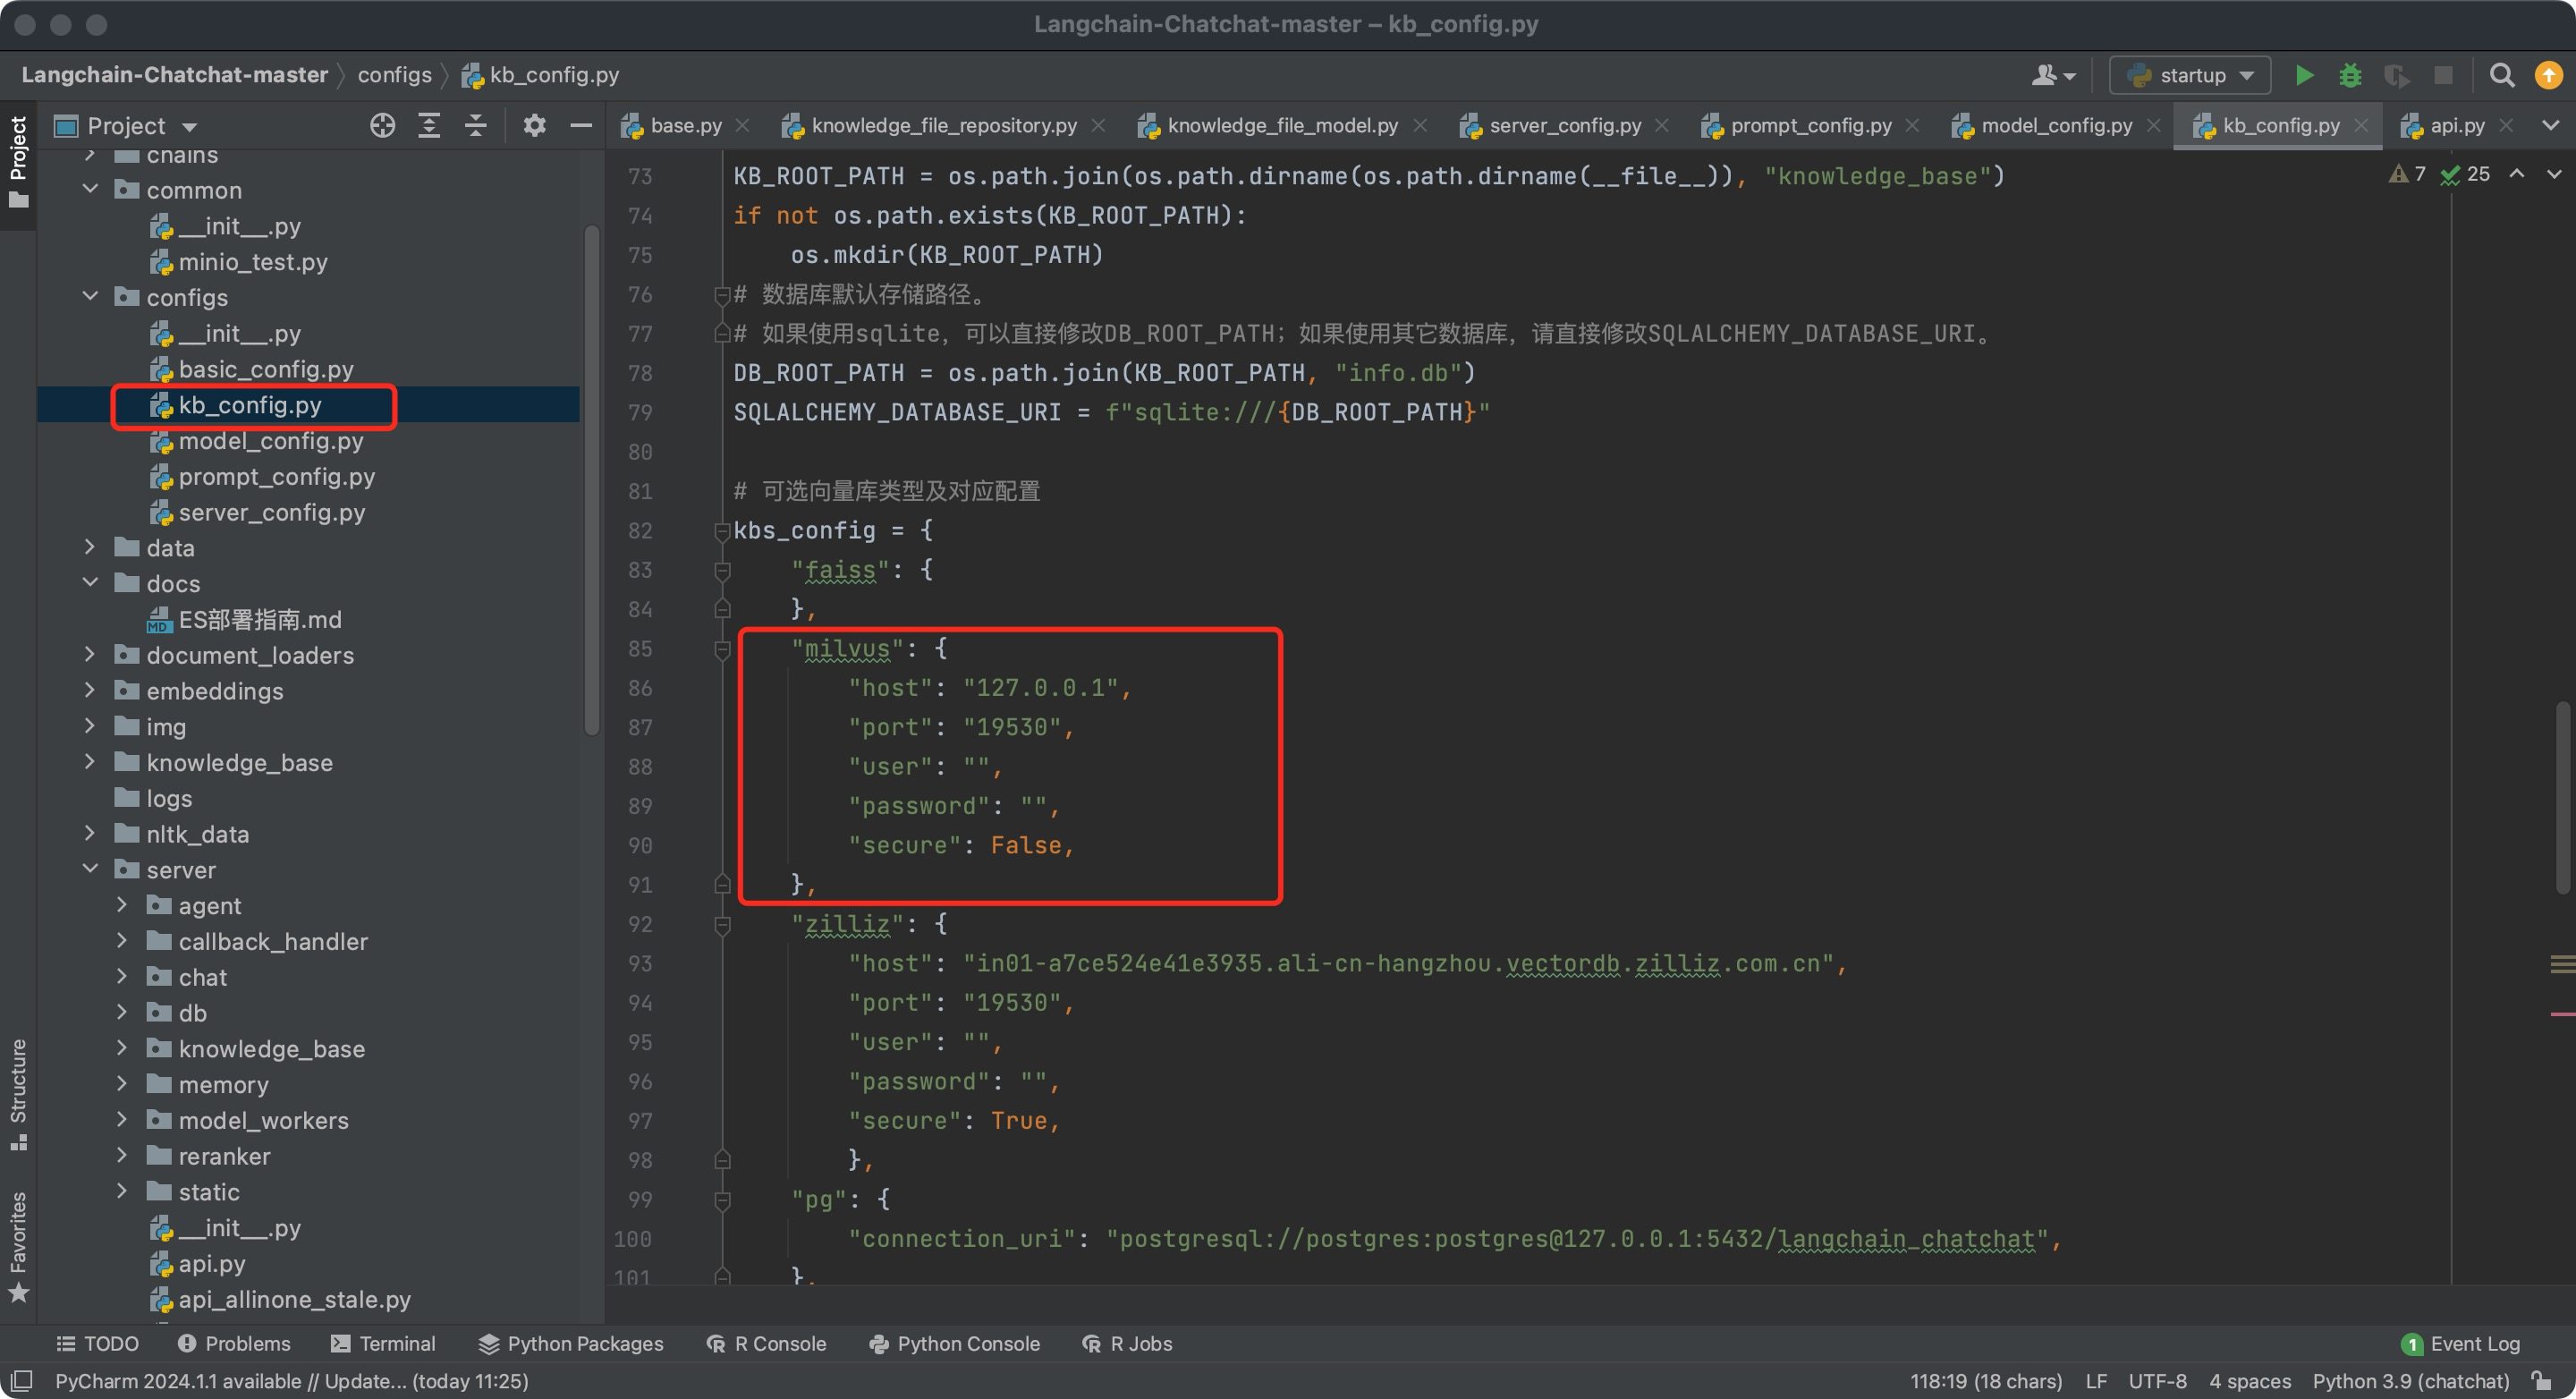 Langchain-Chatchat-master – kb_config.py
Langchain-Chatchat-master
configs
kb_config.py
startup
Project
Project
base.py
knowledge_file_repository.py
knowledge_file_model.py
server_config.py
prompt_config.py
model_config.py
kb_config.py
api.py
chains
common
__init__.py
minio_test.py
configs
__init__.py
basic_config.py
kb_config.py
model_config.py
prompt_config.py
server_config.py
data
docs
ES部署指南.md
document_loaders
embeddings
img
knowledge_base
logs
nltk_data
server
agent
callback_handler
chat
db
knowledge_base
memory
model_workers
reranker
static
__init__.py
api.py
api_allinone_stale.py
Structure
Favorites
7
25
73 KB_ROOT_PATH = os.path.join(os.path.dirname(os.path.dirname(__file__)), "knowledge_base")
74 if not os.path.exists(KB_ROOT_PATH):
75     os.mkdir(KB_ROOT_PATH)
76 # 数据库默认存储路径。
77 # 如果使用sqlite，可以直接修改DB_ROOT_PATH；如果使用其它数据库，请直接修改SQLALCHEMY_DATABASE_URI。
78 DB_ROOT_PATH = os.path.join(KB_ROOT_PATH, "info.db")
79 SQLALCHEMY_DATABASE_URI = f"sqlite:///{DB_ROOT_PATH}"
80
81 # 可选向量库类型及对应配置
82 kbs_config = {
83     "faiss": {
84     },
85     "milvus": {
86         "host": "127.0.0.1",
87         "port": "19530",
88         "user": "",
89         "password": "",
90         "secure": False,
91     },
92     "zilliz": {
93         "host": "in01-a7ce524e41e3935.ali-cn-hangzhou.vectordb.zilliz.com.cn",
94         "port": "19530",
95         "user": "",
96         "password": "",
97         "secure": True,
98         },
99     "pg": {
100         "connection_uri": "postgresql://postgres:postgres@127.0.0.1:5432/langchain_chatchat",
101     },
TODO
Problems
Terminal
Python Packages
R Console
Python Console
R Jobs
1 Event Log
PyCharm 2024.1.1 available // Update... (today 11:25)
118:19 (18 chars)
LF
UTF-8
4 spaces
Python 3.9 (chatchat)